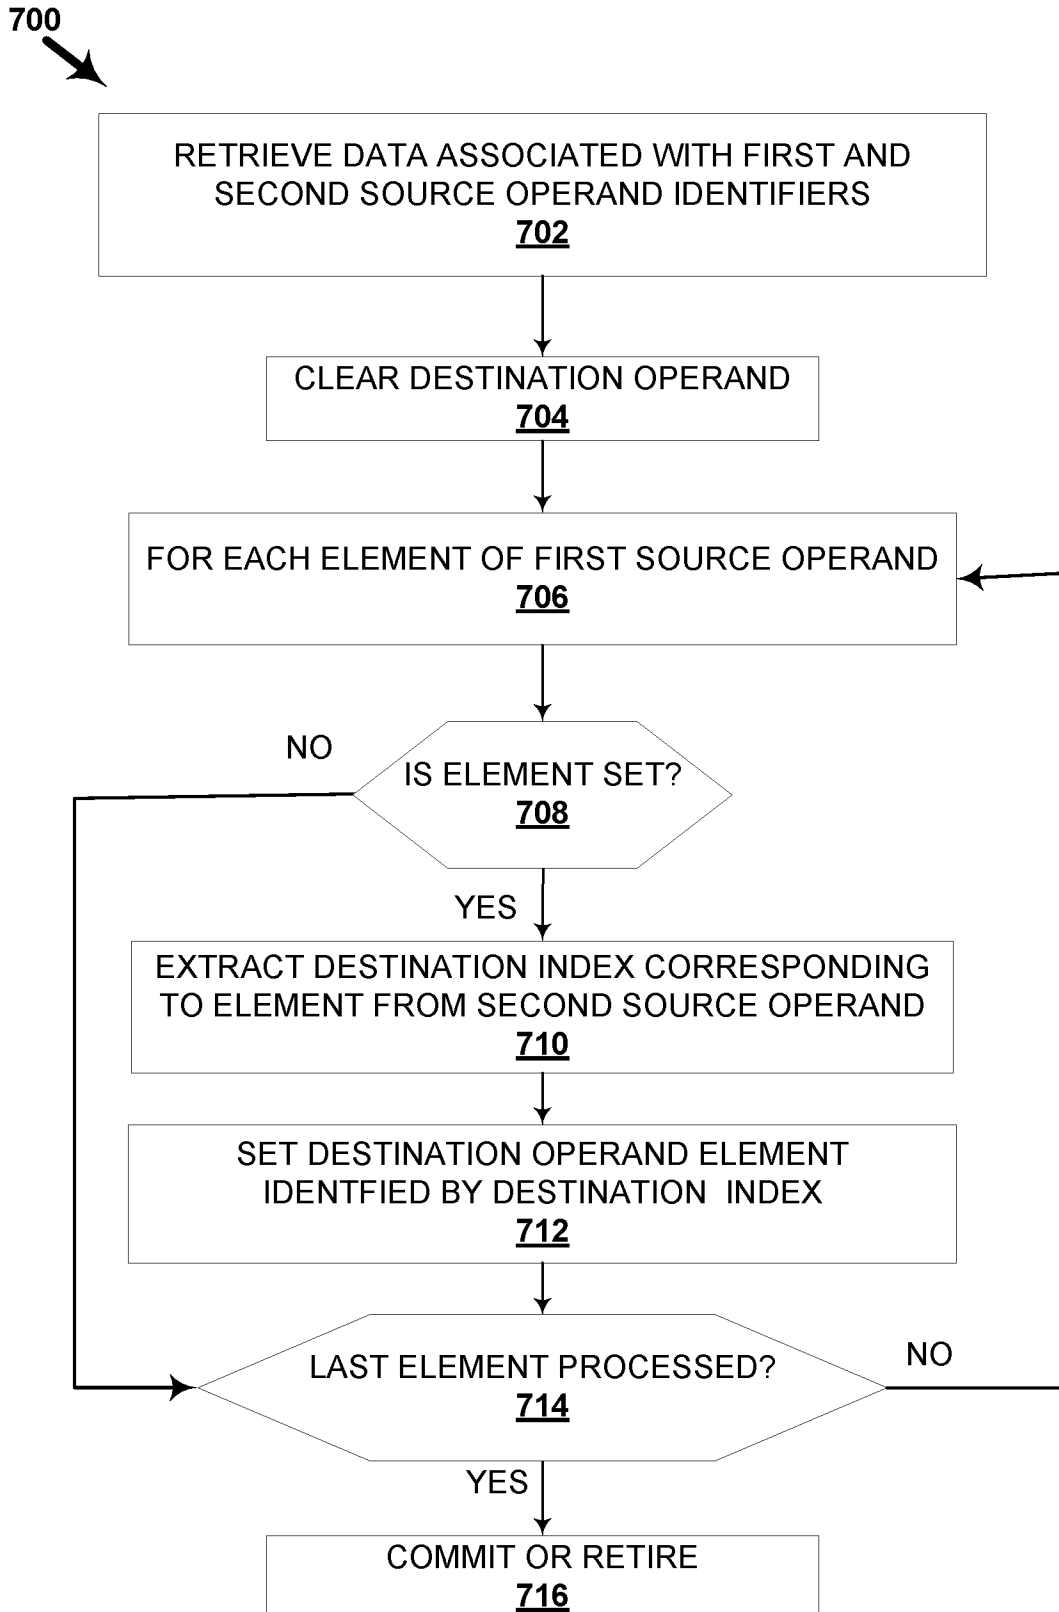 700
RETRIEVE DATA ASSOCIATED WITH FIRST AND
SECOND SOURCE OPERAND IDENTIFIERS
702
CLEAR DESTINATION OPERAND
704
FOR EACH ELEMENT OF FIRST SOURCE OPERAND
706
NO
IS ELEMENT SET?
708
YES
EXTRACT DESTINATION INDEX CORRESPONDING
TO ELEMENT FROM SECOND SOURCE OPERAND
710
SET DESTINATION OPERAND ELEMENT
IDENTFIED BY DESTINATION INDEX
712
LAST ELEMENT PROCESSED?
714
NO
YES
COMMIT OR RETIRE
716